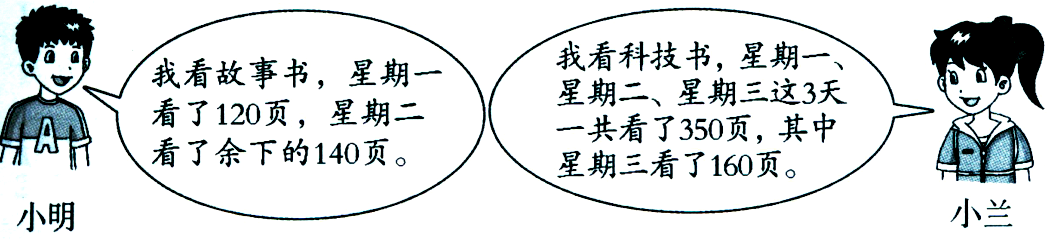 我看故事书，星期一
看了120页，星期二
看了余下的140页。
我看科技书，星期一、
星期二、星期三这3天
一共看了350页，其中
星期三看了160页。
A
小明
小兰